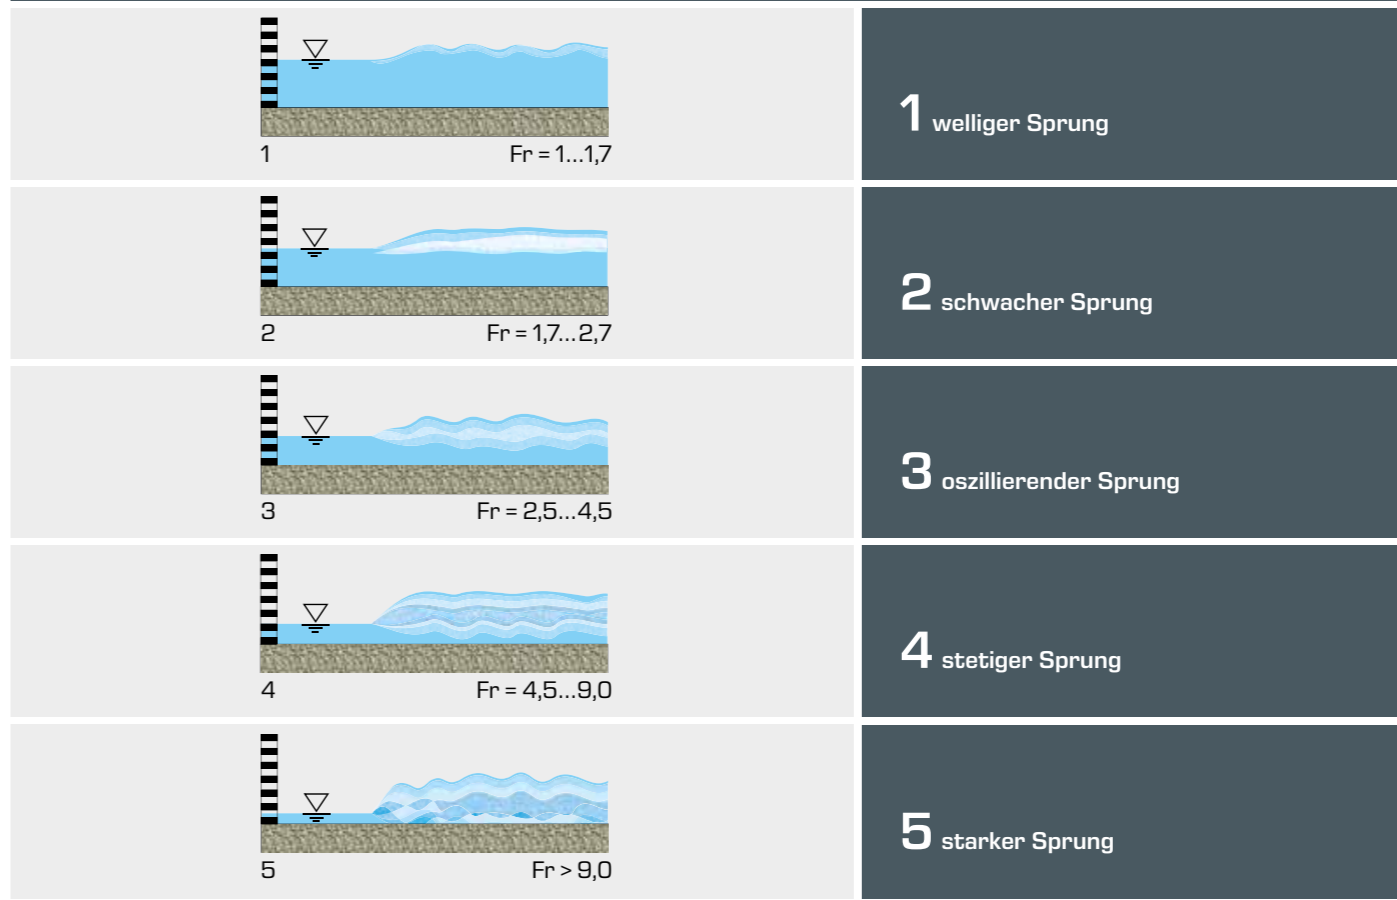 1 Fr = 1...1,7
1 welliger Sprung
2 Fr = 1,7...2,7
2 schwacher Sprung
3 Fr = 2,5...4,5
3 oszillierender Sprung
4 Fr = 4,5...9,0
4 stetiger Sprung
5 Fr > 9,0
5 starker Sprung